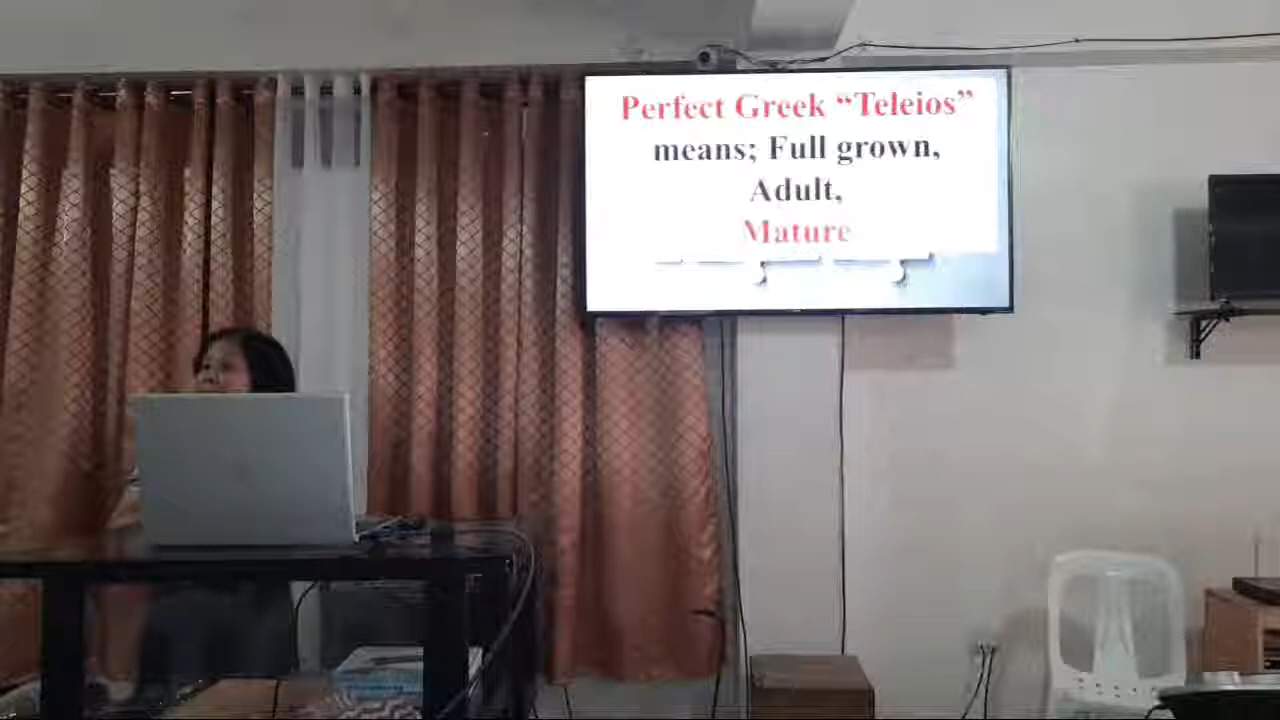 Perfect Greek “Teleios”
means; Full grown,
Adult,
Mature